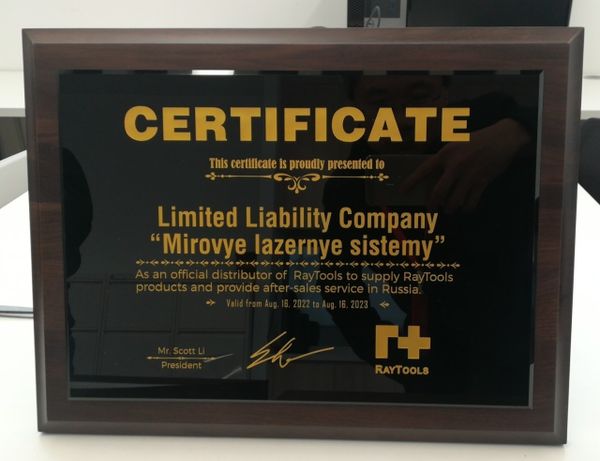 CERTIFICATE
This certificate is proudly presented to
Limited Liability Company
“Mirovye lazernye sistemy”
As an official distributor of RayTools to supply RayTools
products and provide after-sales service in Russia.
Valid from Aug. 16, 2022 to Aug. 16, 2023
Mr. Scott Li
President
RAYTOOLS